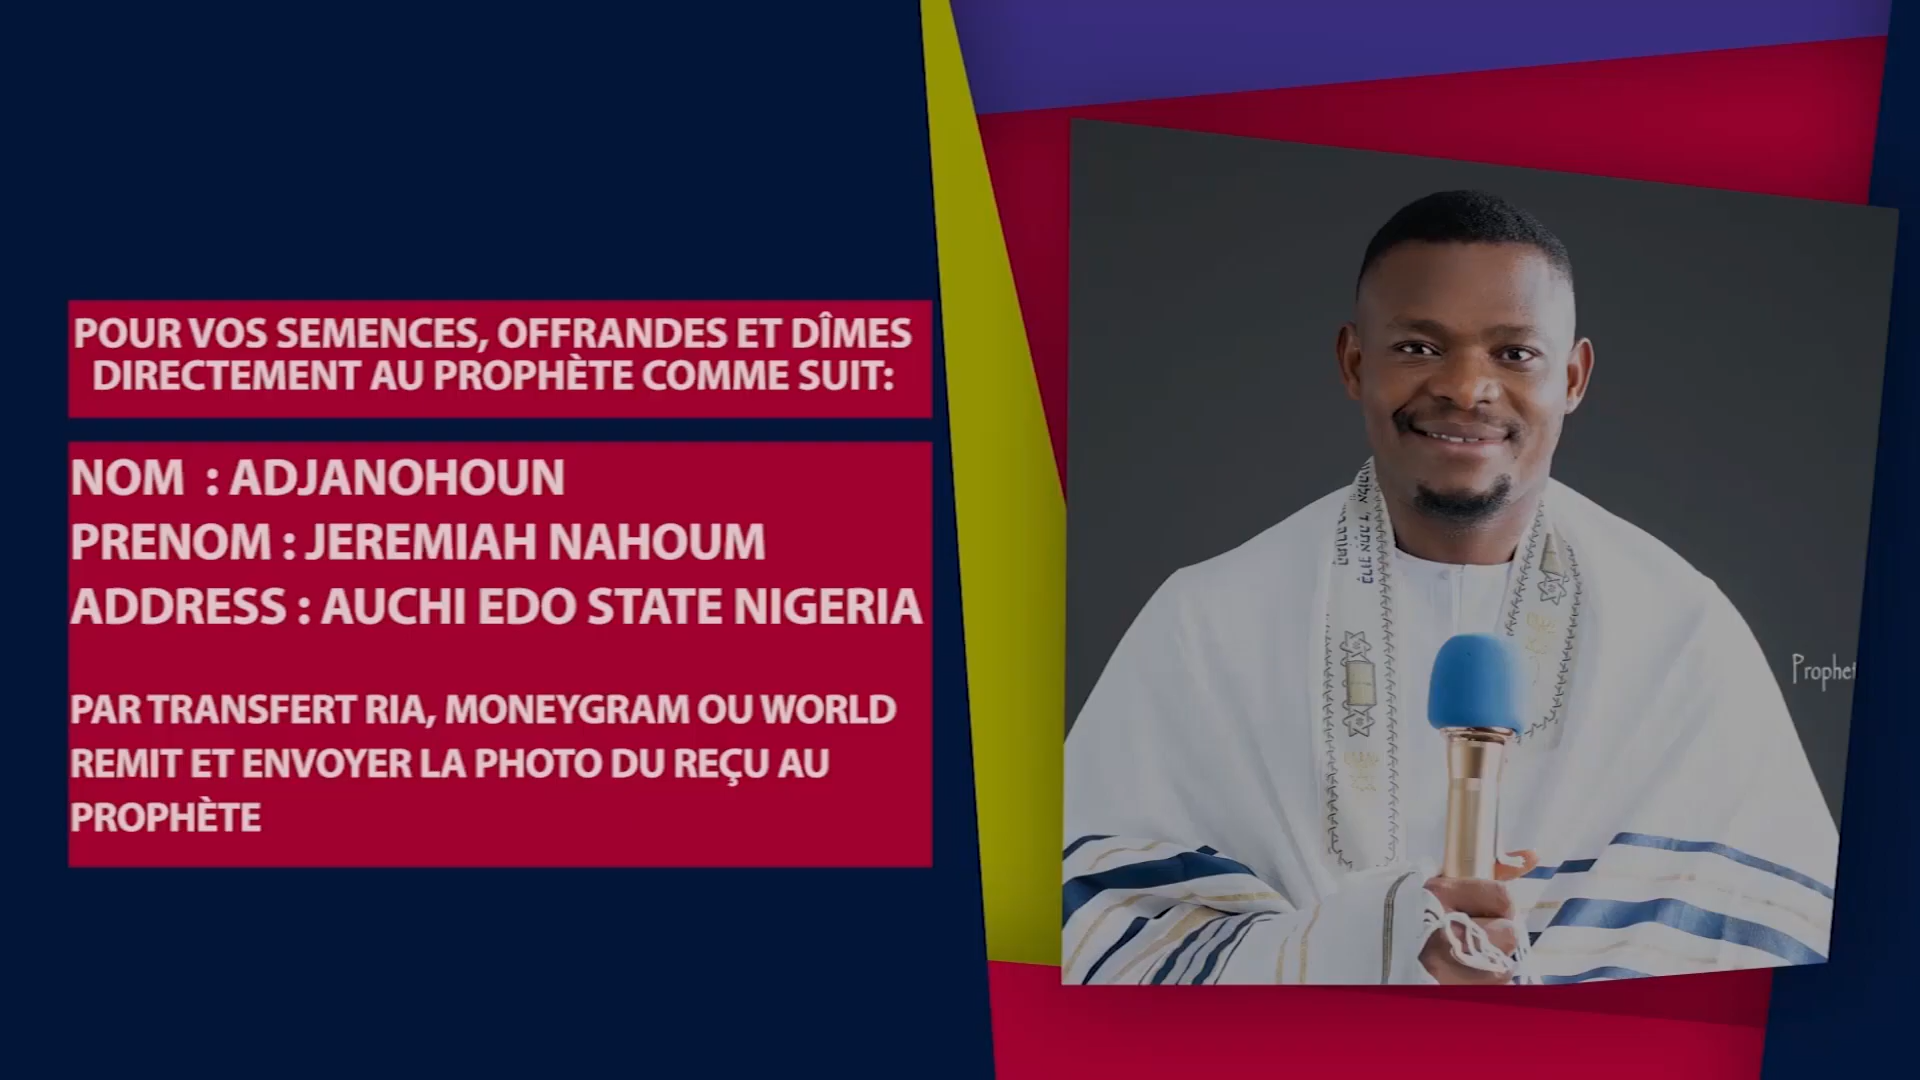 POUR VOS SEMENCES, OFFRANDES ET DÎMES
DIRECTEMENT AU PROPHÈTE COMME SUIT:
NOM : ADJANOHOUN
PRENOM : JEREMIAH NAHOUM
ADDRESS : AUCHI EDO STATE NIGERIA
PAR TRANSFERT RIA, MONEYGRAM OU WORLD
REMIT ET ENVOYER LA PHOTO DU REÇU AU
PROPHÈTE